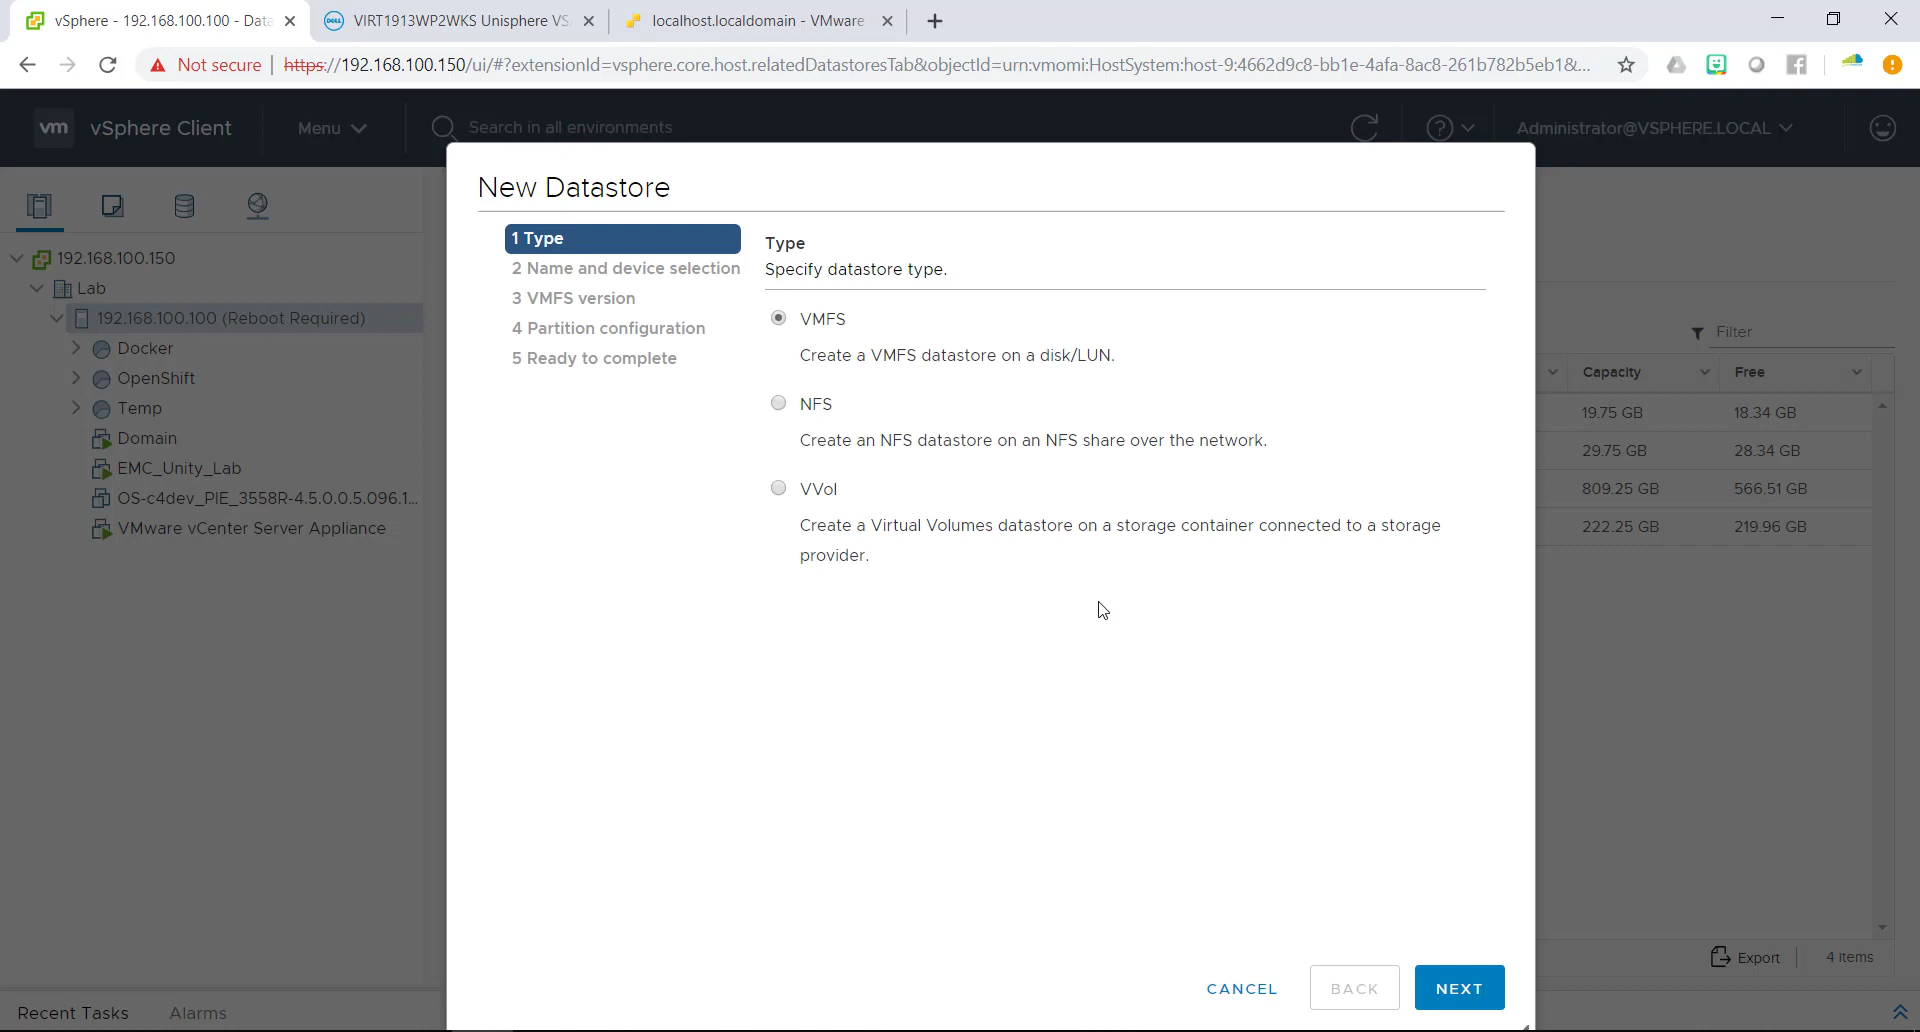 vSphere - 192.168.100.100 - Data
VIRT1913WP2WKS Unisphere VS
localhost.localdomain - VMware
Not secure
https://192.168.100.150/ui/#?extensionId=vsphere.core.host.relatedDatastoresTab&objectId=urn:vmomi:HostSystem:host-9:4662d9c8-bb1e-4afa-8ac8-261b782b5eb1&...
vm
vSphere Client
Menu
Search in all environments
Administrator@VSPHERE.LOCAL
192.168.100.150
Lab
192.168.100.100 (Reboot Required)
Docker
OpenShift
Temp
Domain
EMC_Unity_Lab
OS-c4dev_PIE_3558R-4.5.0.0.5.096.1...
VMware vCenter Server Appliance
New Datastore
1 Type
2 Name and device selection
3 VMFS version
4 Partition configuration
5 Ready to complete
Type
Specify datastore type.
VMFS
Create a VMFS datastore on a disk/LUN.
NFS
Create an NFS datastore on an NFS share over the network.
VVol
Create a Virtual Volumes datastore on a storage container connected to a storage
provider.
CANCEL
BACK
NEXT
Filter
Capacity Free
19.75 GB 18.34 GB
29.75 GB 28.34 GB
809.25 GB 566.51 GB
222.25 GB 219.96 GB
Export
4 items
Recent Tasks
Alarms